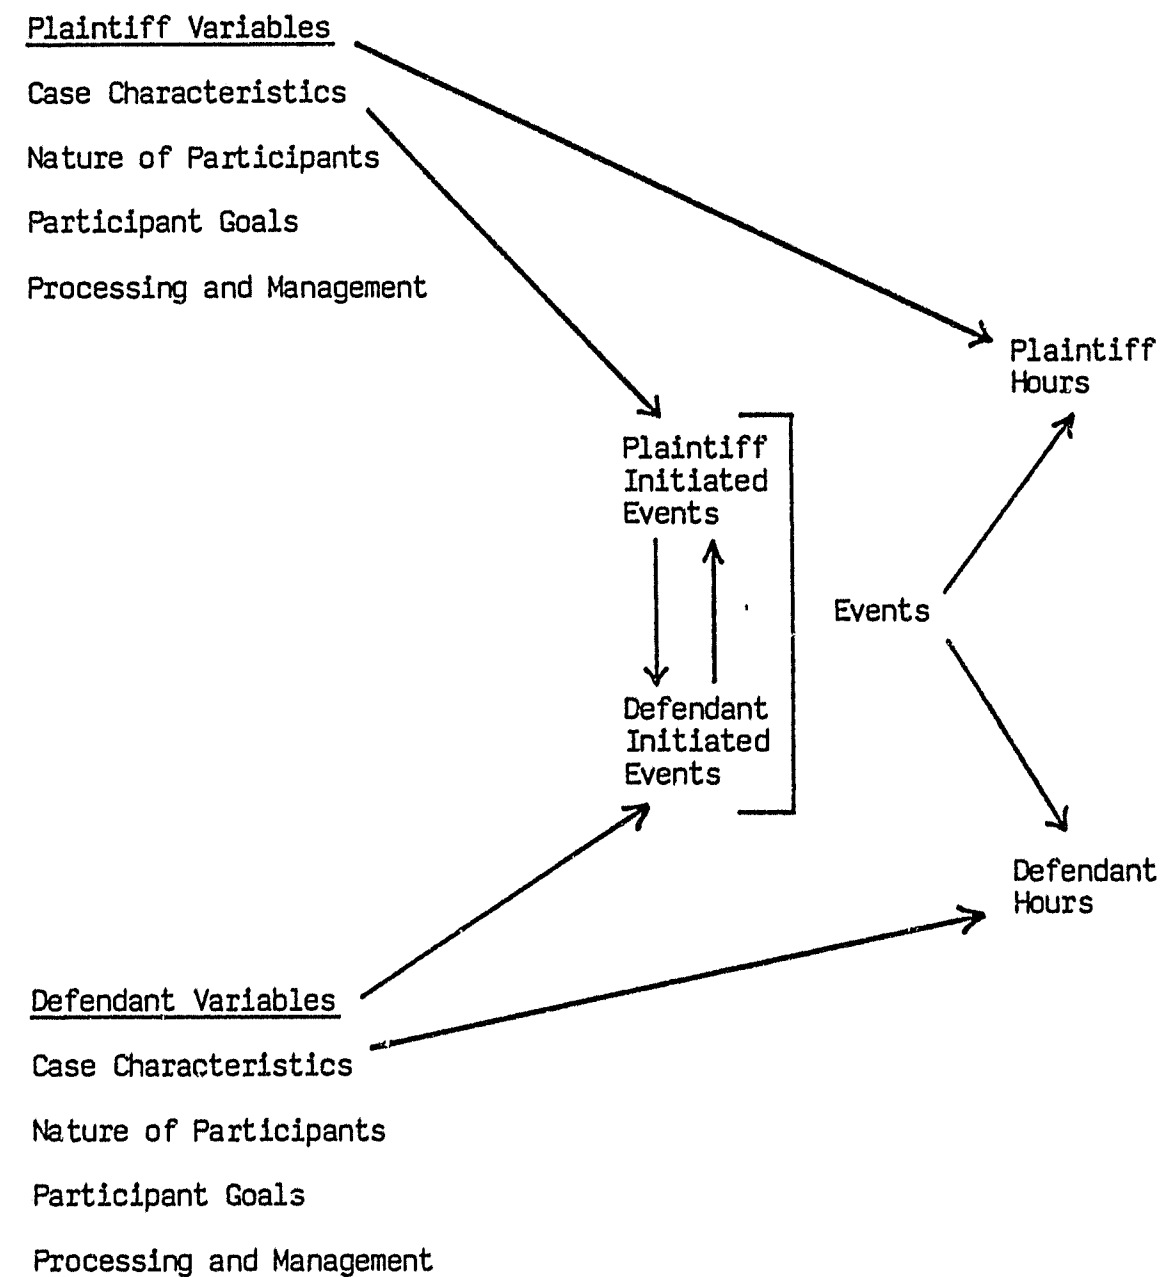 Plaintiff Variables
Case Characteristics
Nature of Participants
Participant Goals
Processing and Management
Plaintiff
Hours
Plaintiff
Initiated
Events
Events
Defendant
Initiated
Events
Defendant
Hours
Defendant Variables
Case Characteristics
Nature of Participants
Participant Goals
Processing and Management